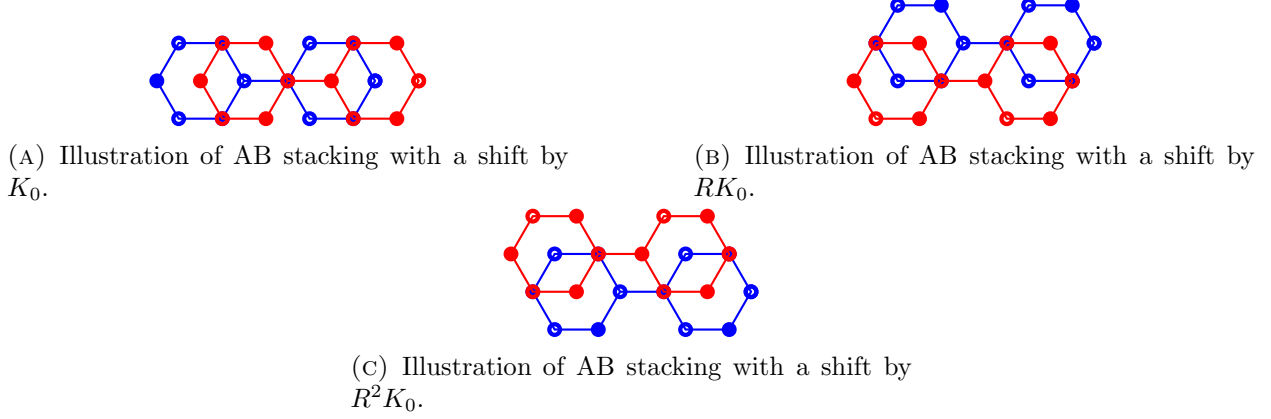 (A) Illustration of AB stacking with a shift by
K₀.
(B) Illustration of AB stacking with a shift by
RK₀.
(C) Illustration of AB stacking with a shift by
R²K₀.